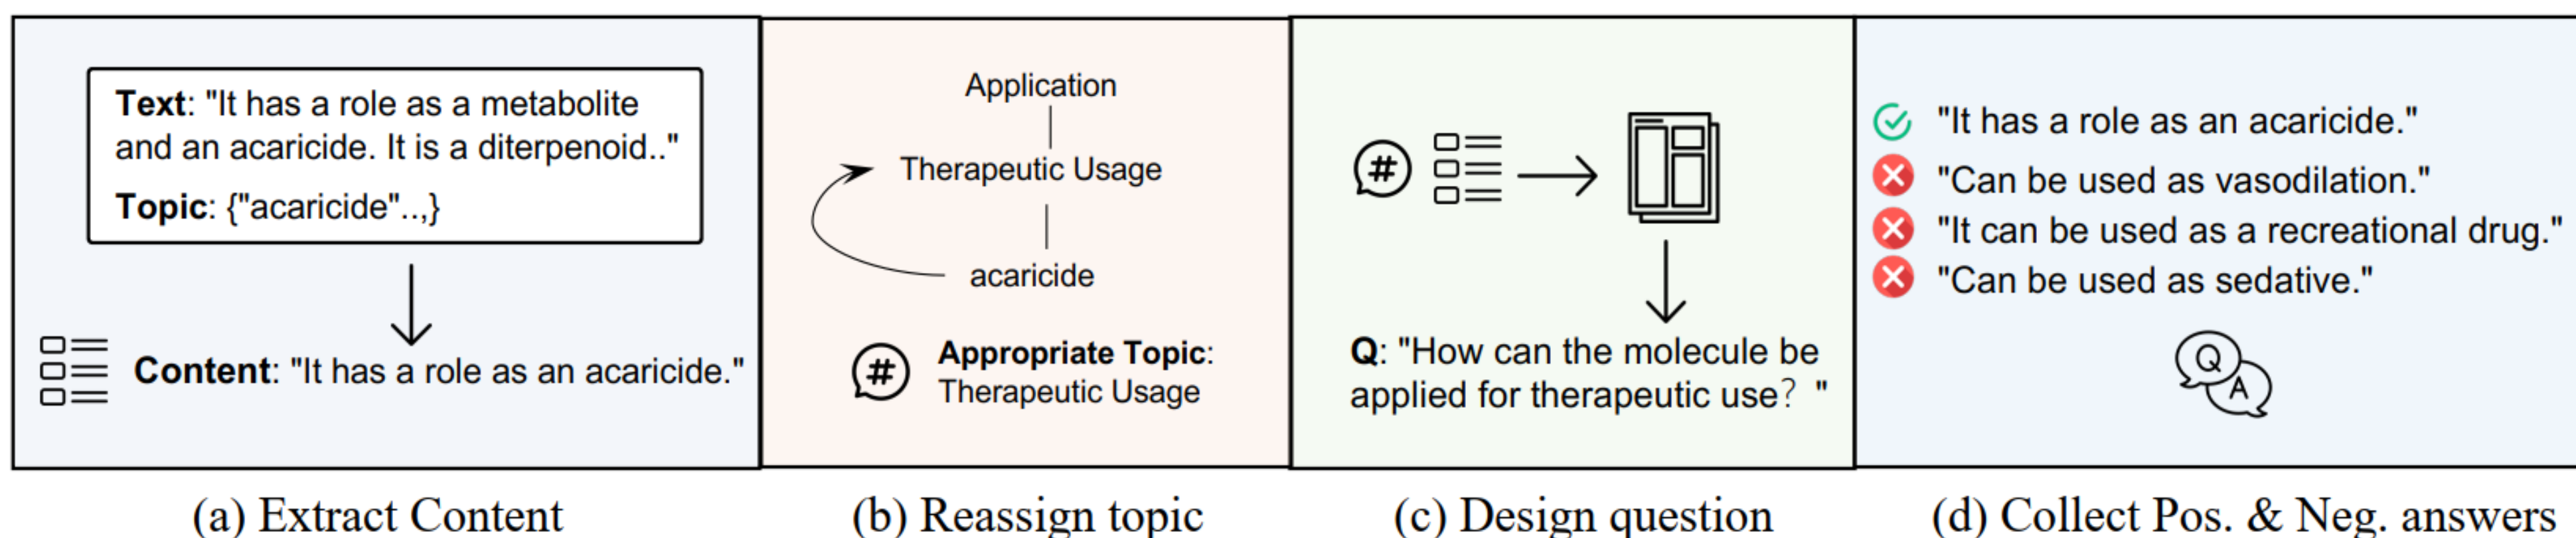 Text: "It has a role as a metabolite
and an acaricide. It is a diterpenoid.."
Topic: {"acaricide"..,}
Content: "It has a role as an acaricide."
(a) Extract Content
Application
Therapeutic Usage
acaricide
#
Appropriate Topic:
Therapeutic Usage
(b) Reassign topic
#
Q: "How can the molecule be
applied for therapeutic use？"
(c) Design question
"It has a role as an acaricide."
"Can be used as vasodilation."
"It can be used as a recreational drug."
"Can be used as sedative."
Q
A
(d) Collect Pos. & Neg. answers